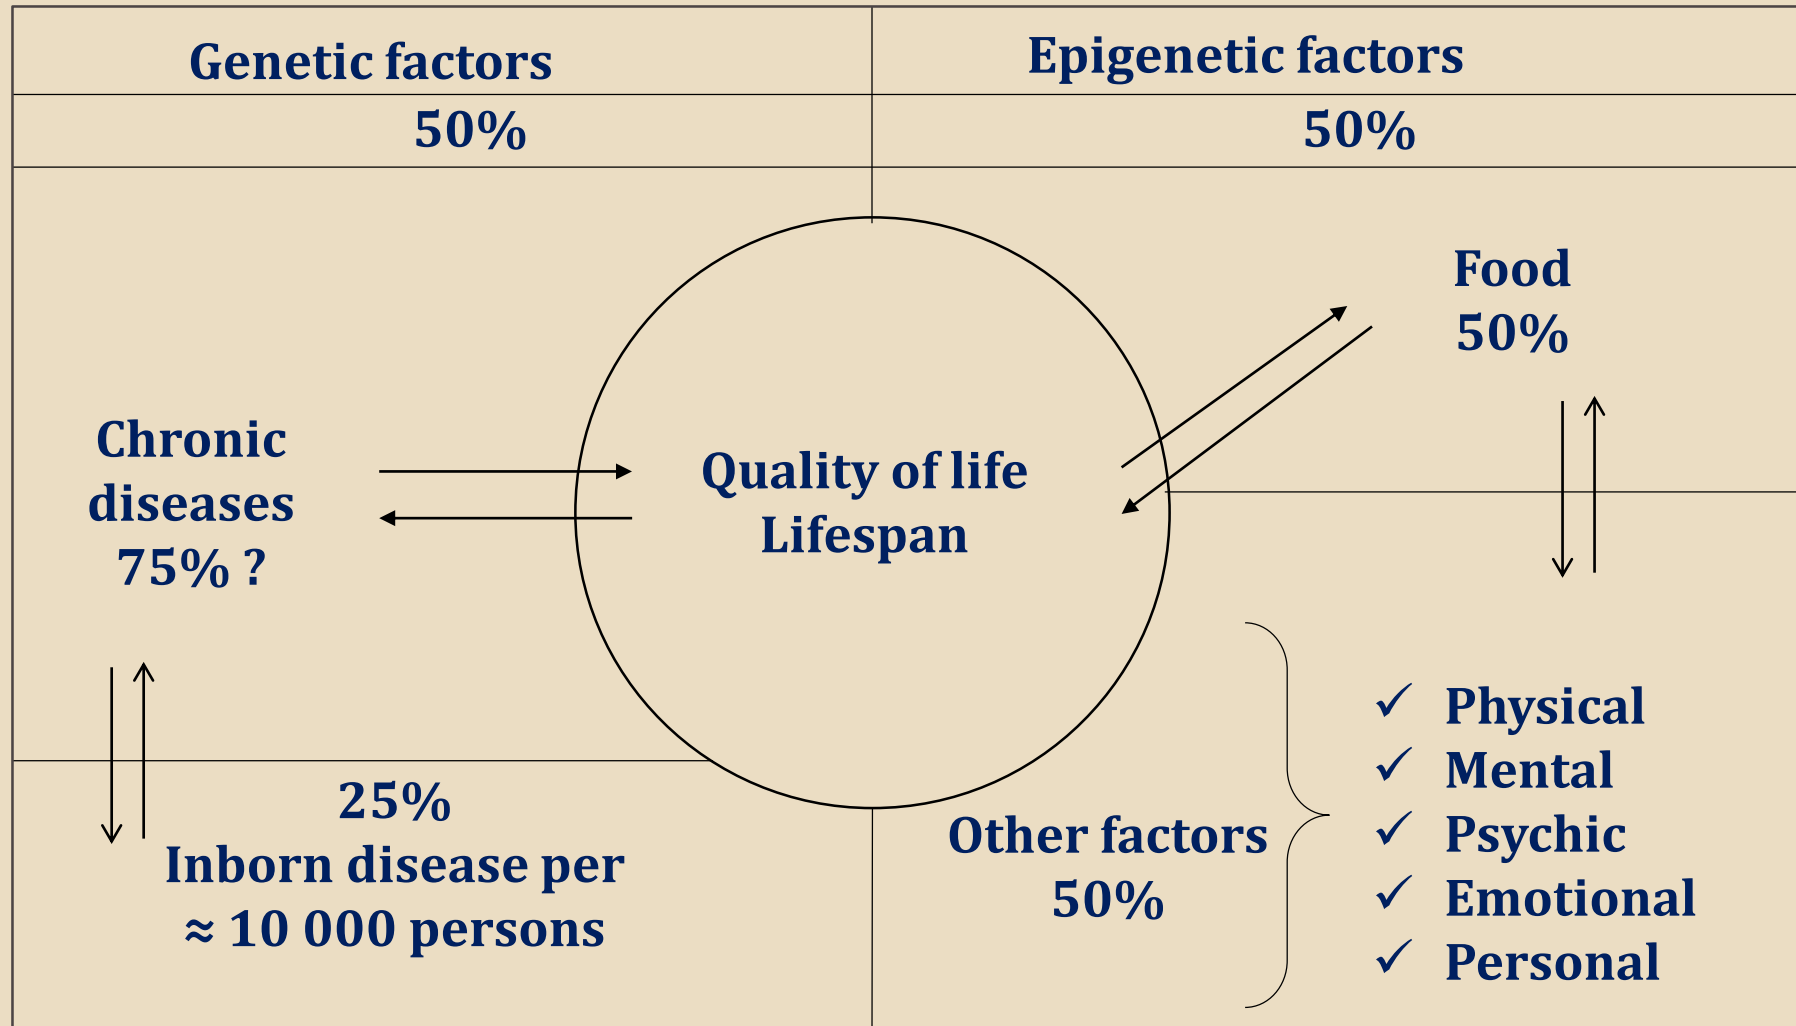 Genetic factors
Epigenetic factors
50%
50%
Food
50%
Chronic
diseases
75% ?
Quality of life
Lifespan
25%
Inborn disease per
≈ 10 000 persons
Other factors
50%
✓ Physical
✓ Mental
✓ Psychic
✓ Emotional
✓ Personal